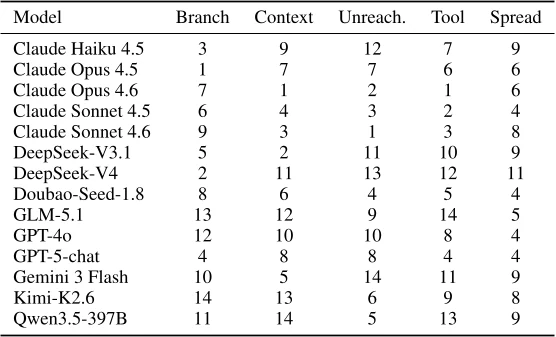 Model Branch Context Unreach. Tool Spread
Claude Haiku 4.5 3 9 12 7 9
Claude Opus 4.5 1 7 7 6 6
Claude Opus 4.6 7 1 2 1 6
Claude Sonnet 4.5 6 4 3 2 4
Claude Sonnet 4.6 9 3 1 3 8
DeepSeek-V3.1 5 2 11 10 9
DeepSeek-V4 2 11 13 12 11
Doubao-Seed-1.8 8 6 4 5 4
GLM-5.1 13 12 9 14 5
GPT-4o 12 10 10 8 4
GPT-5-chat 4 8 8 4 4
Gemini 3 Flash 10 5 14 11 9
Kimi-K2.6 14 13 6 9 8
Qwen3.5-397B 11 14 5 13 9